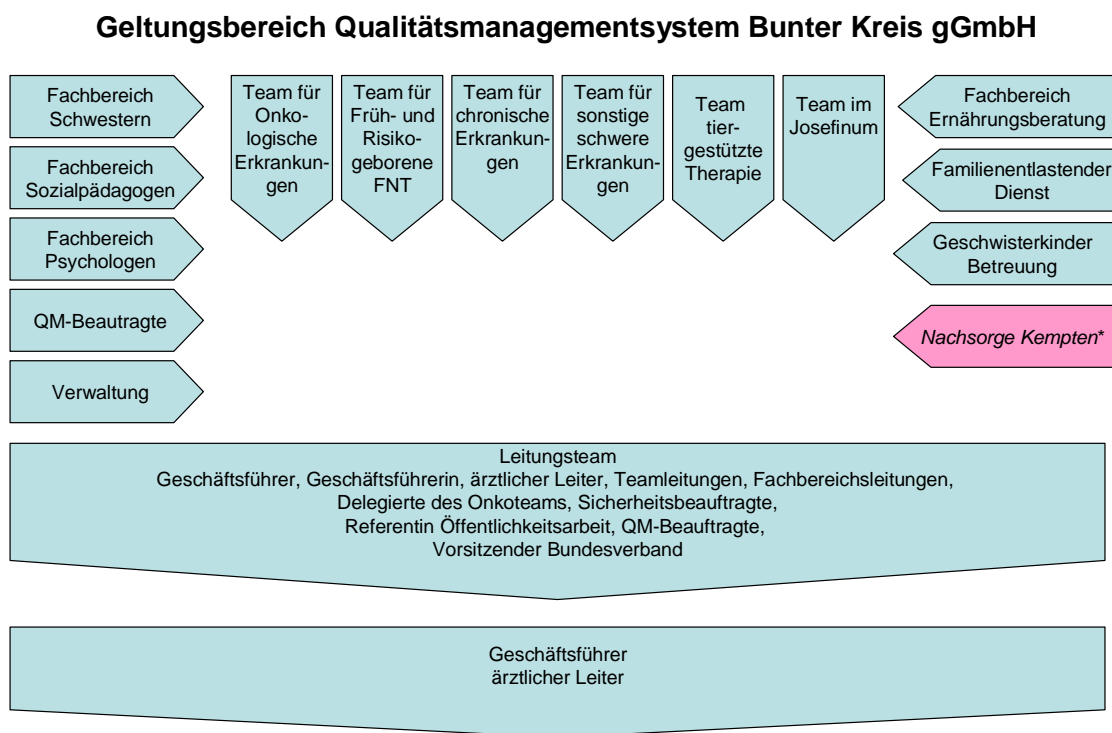 Geltungsbereich Qualitätsmanagementsystem Bunter Kreis gGmbH
Fachbereich
Schwestern
Fachbereich
Sozialpädagogen
Fachbereich
Psychologen
QM-Beautragte
Verwaltung
Team für
Onko-
logische
Erkrankun-
gen
Team für
Früh- und
Risiko-
geborene
FNT
Team für
chronische
Erkrankun-
gen
Team für
sonstige
schwere
Erkrankun-
gen
Team
tier-
gestützte
Therapie
Team im
Josefinum
Fachbereich
Ernährungsberatung
Familienentlastender
Dienst
Geschwisterkinder
Betreuung
Nachsorge Kempten*
Leitungsteam
Geschäftsführer, Geschäftsführerin, ärztlicher Leiter, Teamleitungen, Fachbereichsleitungen,
Delegierte des Onkoteams, Sicherheitsbeauftragte,
Referentin Öffentlichkeitsarbeit, QM-Beauftragte,
Vorsitzender Bundesverband
Geschäftsführer
ärztlicher Leiter